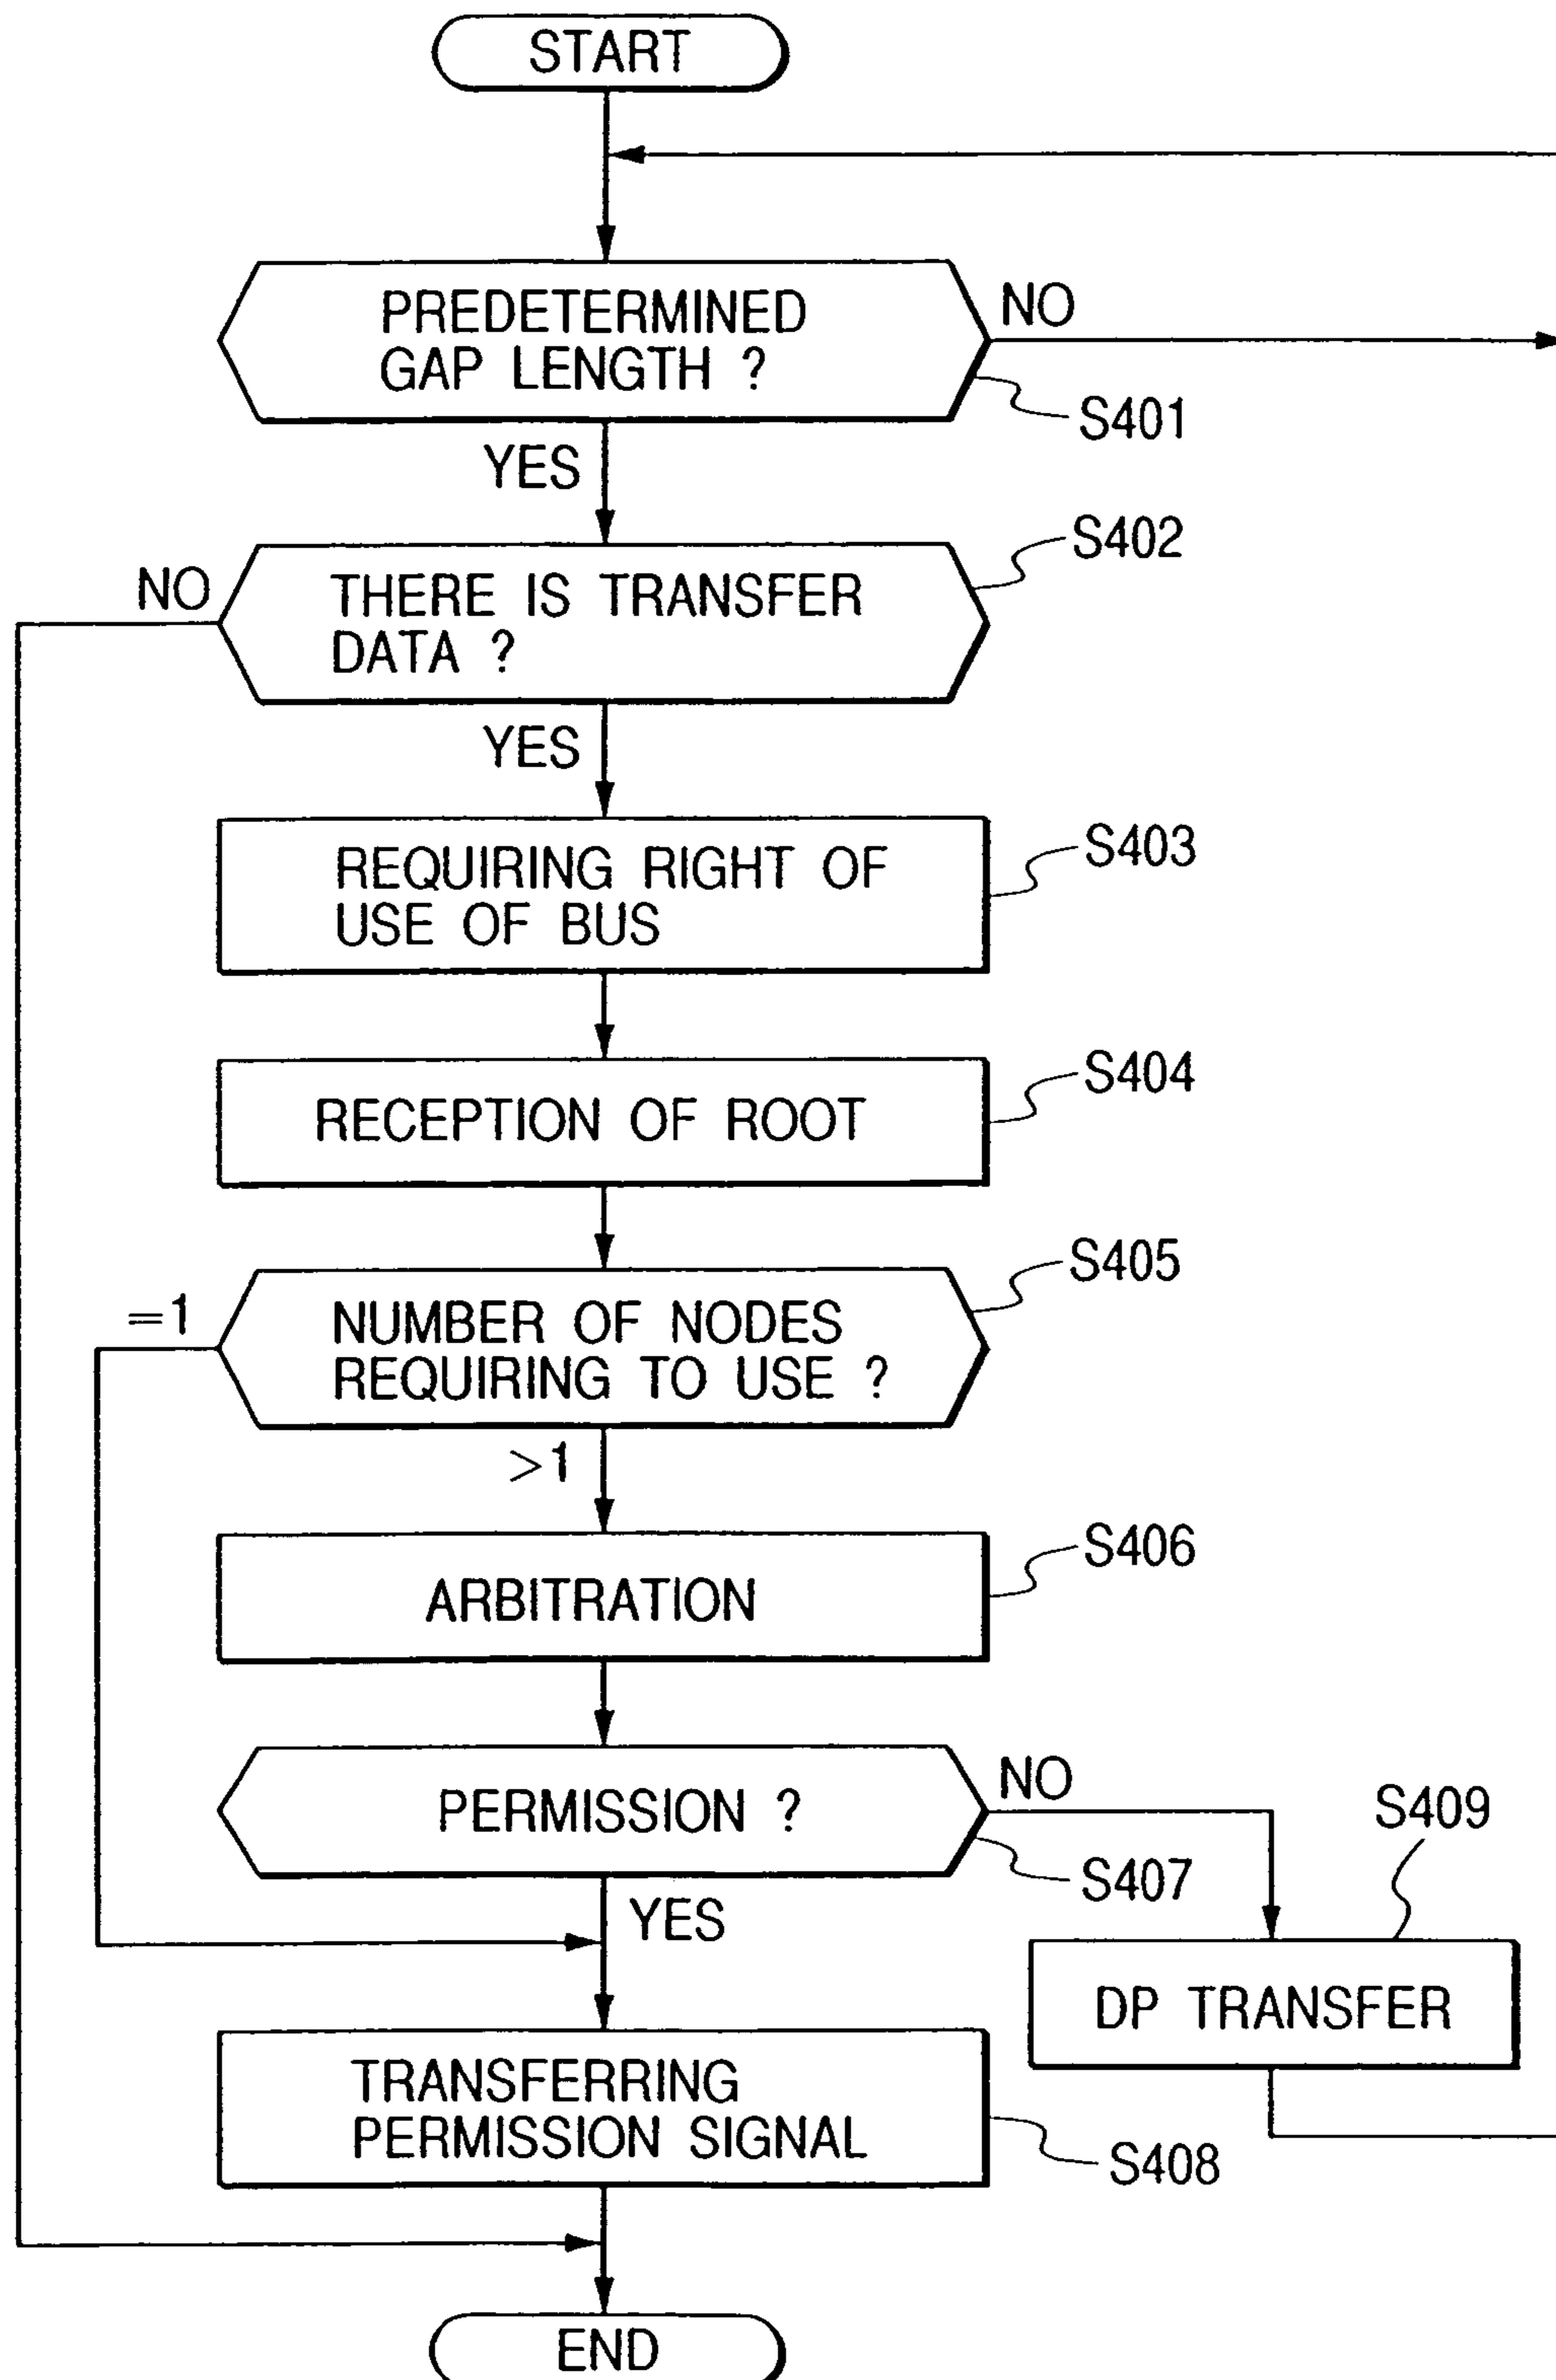 START
PREDETERMINED
GAP LENGTH ?
NO
S401
YES
S402
NO
THERE IS TRANSFER
DATA ?
YES
S403
REQUIRING RIGHT OF
USE OF BUS
S404
RECEPTION OF ROOT
S405
=1
NUMBER OF NODES
REQUIRING TO USE ?
>1
S406
ARBITRATION
NO
PERMISSION ?
S409
S407
YES
DP TRANSFER
TRANSFERRING
PERMISSION SIGNAL
S408
END